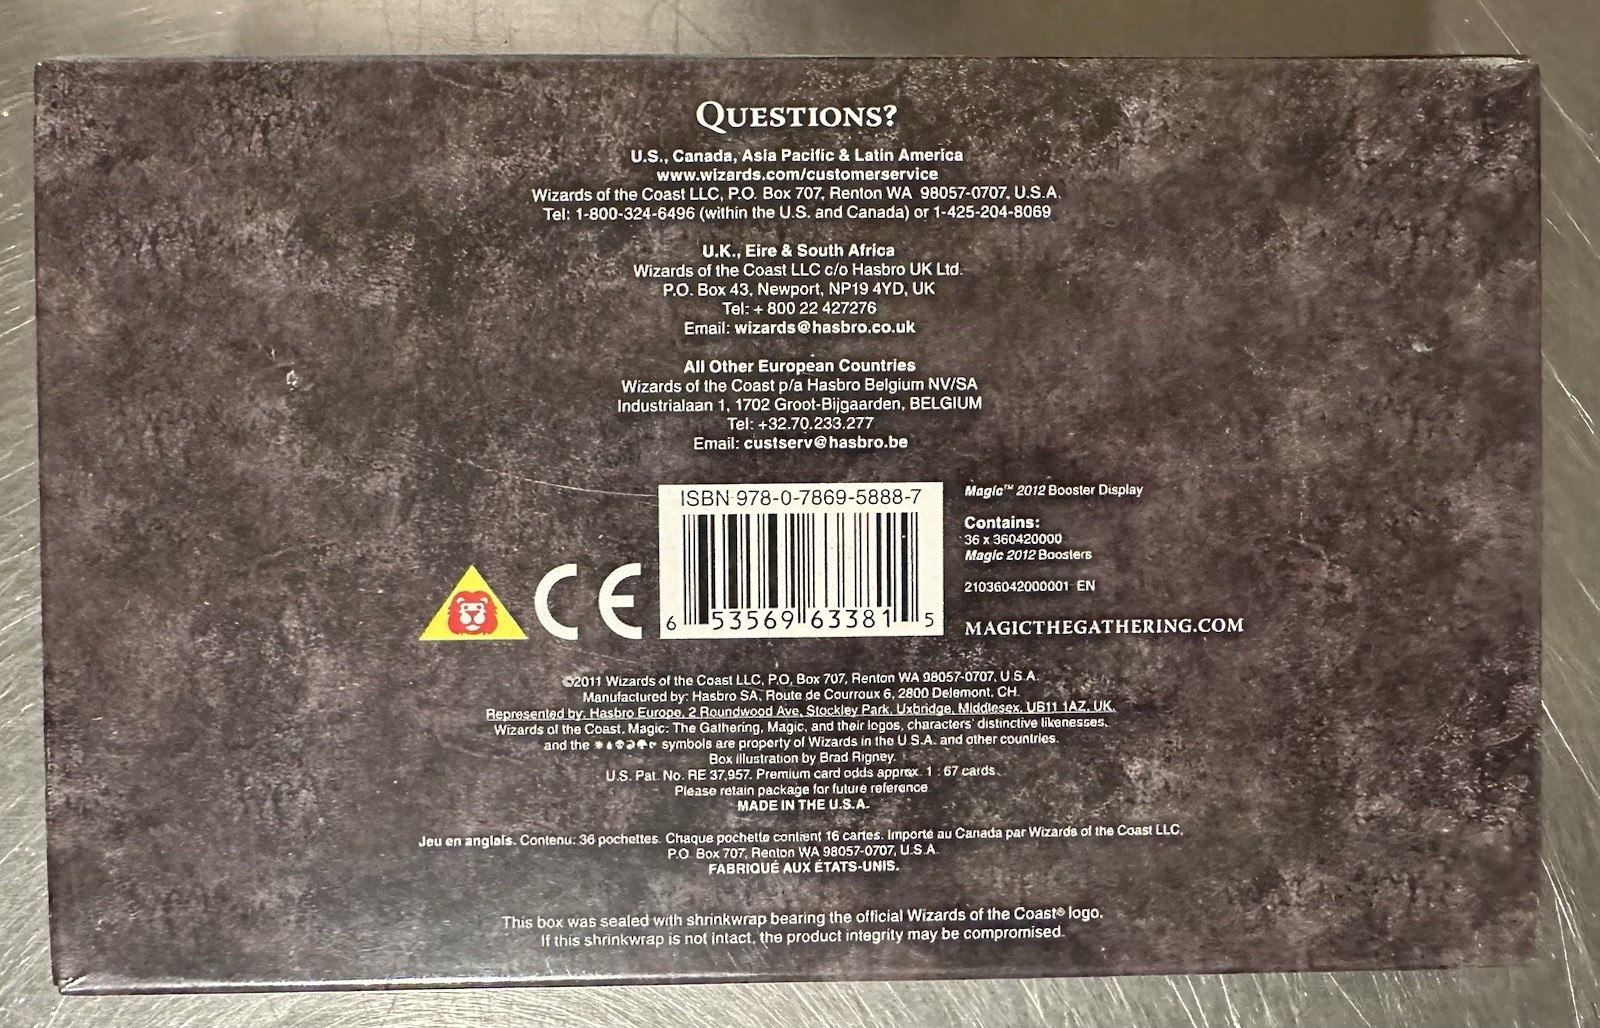 QUESTIONS?
U.S., Canada, Asia Pacific & Latin America
www.wizards.com/customerservice
Wizards of the Coast LLC, P.O. Box 707, Renton WA 98057-0707, U.S.A.
Tel: 1-800-324-6496 (within the U.S. and Canada) or 1-425-204-8069
U.K., Eire & South Africa
Wizards of the Coast LLC c/o Hasbro UK Ltd.
P.O. Box 43, Newport, NP19 4YD, UK
Tel: + 800 22 427276
Email: wizards@hasbro.co.uk
All Other European Countries
Wizards of the Coast p/a Hasbro Belgium NV/SA
Industrialaan 1, 1702 Groot-Bijgaarden, BELGIUM
Tel: +32.70.233.277
Email: custserv@hasbro.be
ISBN 978-0-7869-5888-7
6 53569 63381 5
CE
Magic™ 2012 Booster Display
Contains:
36 x 360420000
Magic 2012 Boosters
21036042000001 EN
MAGICTHEGATHERING.COM
©2011 Wizards of the Coast LLC, P.O. Box 707, Renton WA 98057-0707, U.S.A.
Manufactured by: Hasbro SA, Route de Courroux 6, 2800 Delemont, CH.
Represented by: Hasbro Europe, 2 Roundwood Ave, Stockley Park, Uxbridge, Middlesex, UB11 1AZ, UK.
Wizards of the Coast, Magic: The Gathering, Magic, and their logos, characters' distinctive likenesses,
and the symbols are property of Wizards in the U.S.A. and other countries.
Box illustration by Brad Rigney.
U.S. Pat. No. RE 37,957. Premium card odds approx. 1 : 67 cards.
Please retain package for future reference
MADE IN THE U.S.A.
Jeu en anglais. Contenu: 36 pochettes. Chaque pochette contient 16 cartes. Importé au Canada par Wizards of the Coast LLC,
P.O. Box 707, Renton WA 98057-0707, U.S.A.
FABRIQUÉ AUX ÉTATS-UNIS.
This box was sealed with shrinkwrap bearing the official Wizards of the Coast® logo.
If this shrinkwrap is not intact, the product integrity may be compromised.